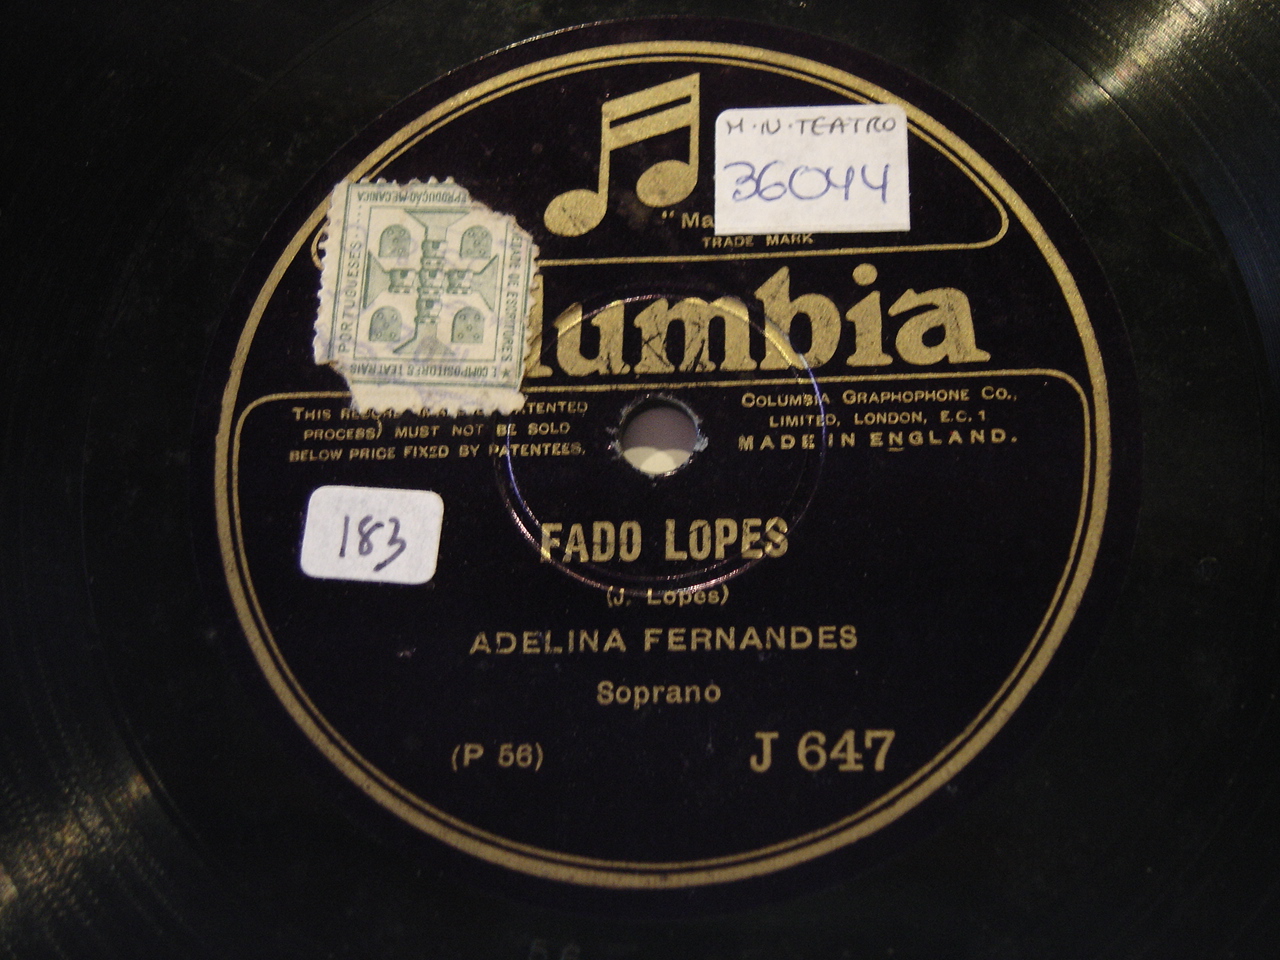 M.N.TEATRO
36044
"Ma
TRADE MARK
REPRODUÇÃO MECANICA
PORTUGUESES
DE ESCRITORES
E COMPOSITORES TEATRAIS
lumbia
THIS
PATENTED
PROCESS) MUST NOT BE SOLD
BELOW PRICE FIXED BY PATENTEES.
COLUMBIA GRAPHOPHONE CO.,
LIMITED, LONDON, E.C.1
MADE IN ENGLAND.
183
FADO LOPES
(J. Lopes)
ADELINA FERNANDES
Soprano
(P 56)
J 647